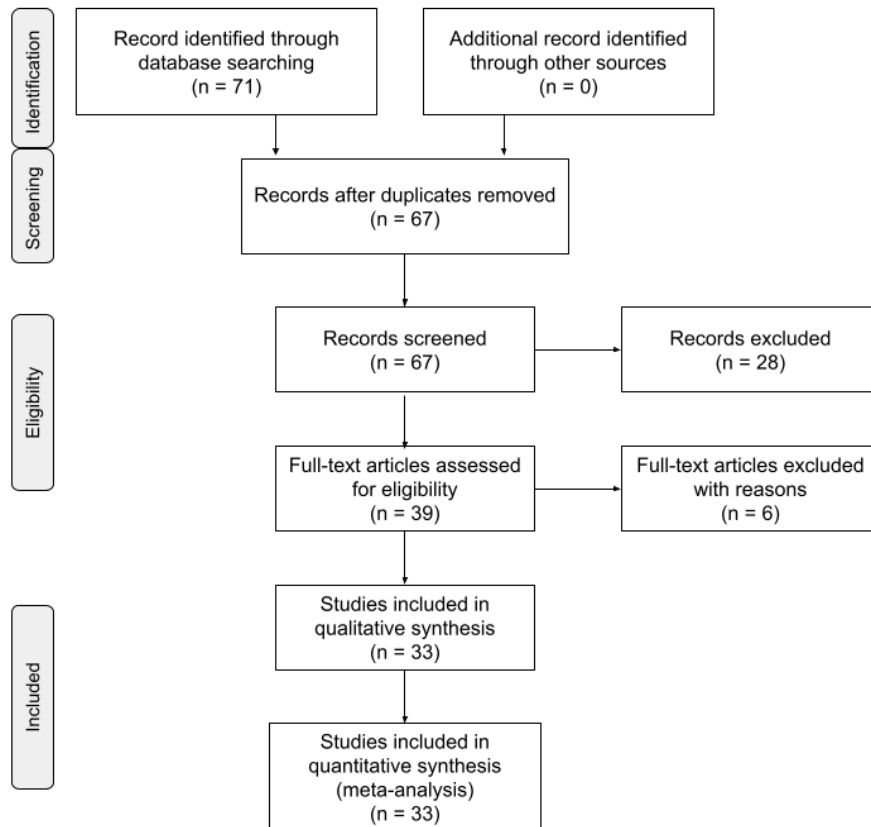 Identification
Record identified through
database searching
(n = 71)
Additional record identified
through other sources
(n = 0)
Screening
Records after duplicates removed
(n = 67)
Eligibility
Records screened
(n = 67)
Records excluded
(n = 28)
Full-text articles assessed
for eligibility
(n = 39)
Full-text articles excluded
with reasons
(n = 6)
Included
Studies included in
qualitative synthesis
(n = 33)
Studies included in
quantitative synthesis
(meta-analysis)
(n = 33)